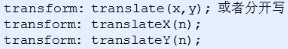 transform: translate(x,y); 或者分开写
transform: translateX(n);
transform: translateY(n);